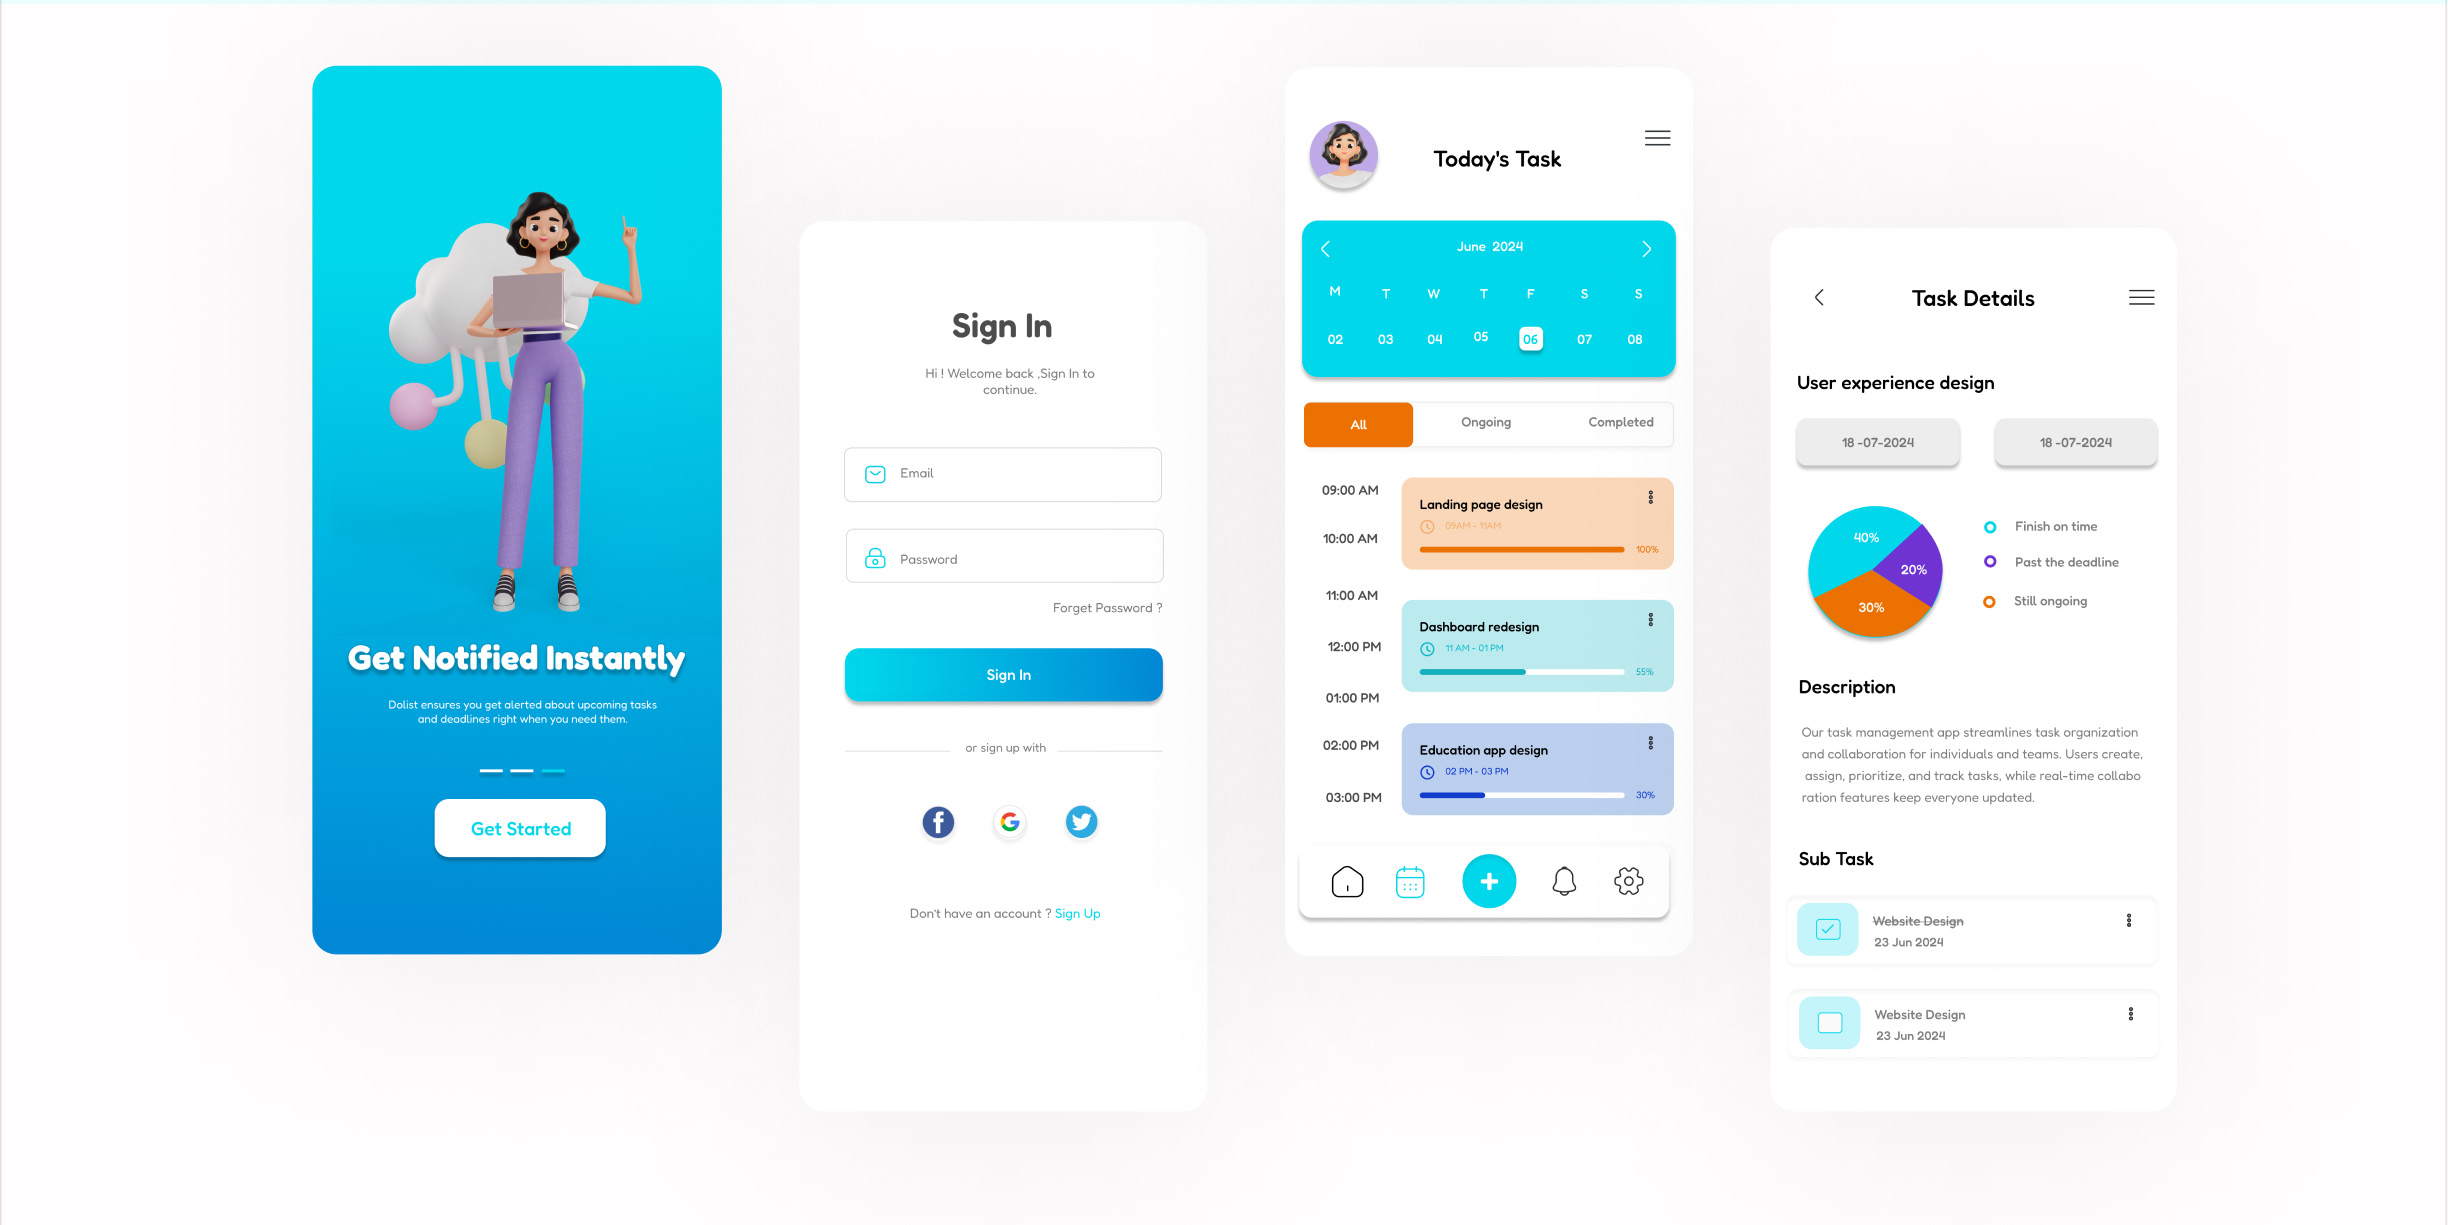 Get Notified Instantly
Dolist ensures you get alerted about upcoming tasks
and deadlines right when you need them.
Get Started
Sign In
Hi ! Welcome back ,Sign In to
continue.
Email
Password
Forget Password ?
Sign In
or sign up with
Don't have an account ? Sign Up
Today's Task
June 2024
M T W T F S S
02 03 04 05 06 07 08
All Ongoing Completed
09:00 AM
10:00 AM
11:00 AM
12:00 PM
01:00 PM
02:00 PM
03:00 PM
Landing page design
09AM - 11AM
100%
Dashboard redesign
11 AM - 01 PM
55%
Education app design
02 PM - 03 PM
30%
Task Details
User experience design
18 -07-2024 18 -07-2024
40%
20%
30%
Finish on time
Past the deadline
Still ongoing
Description
Our task management app streamlines task organization
and collaboration for individuals and teams. Users create,
assign, prioritize, and track tasks, while real-time collabo
ration features keep everyone updated.
Sub Task
Website Design
23 Jun 2024
Website Design
23 Jun 2024